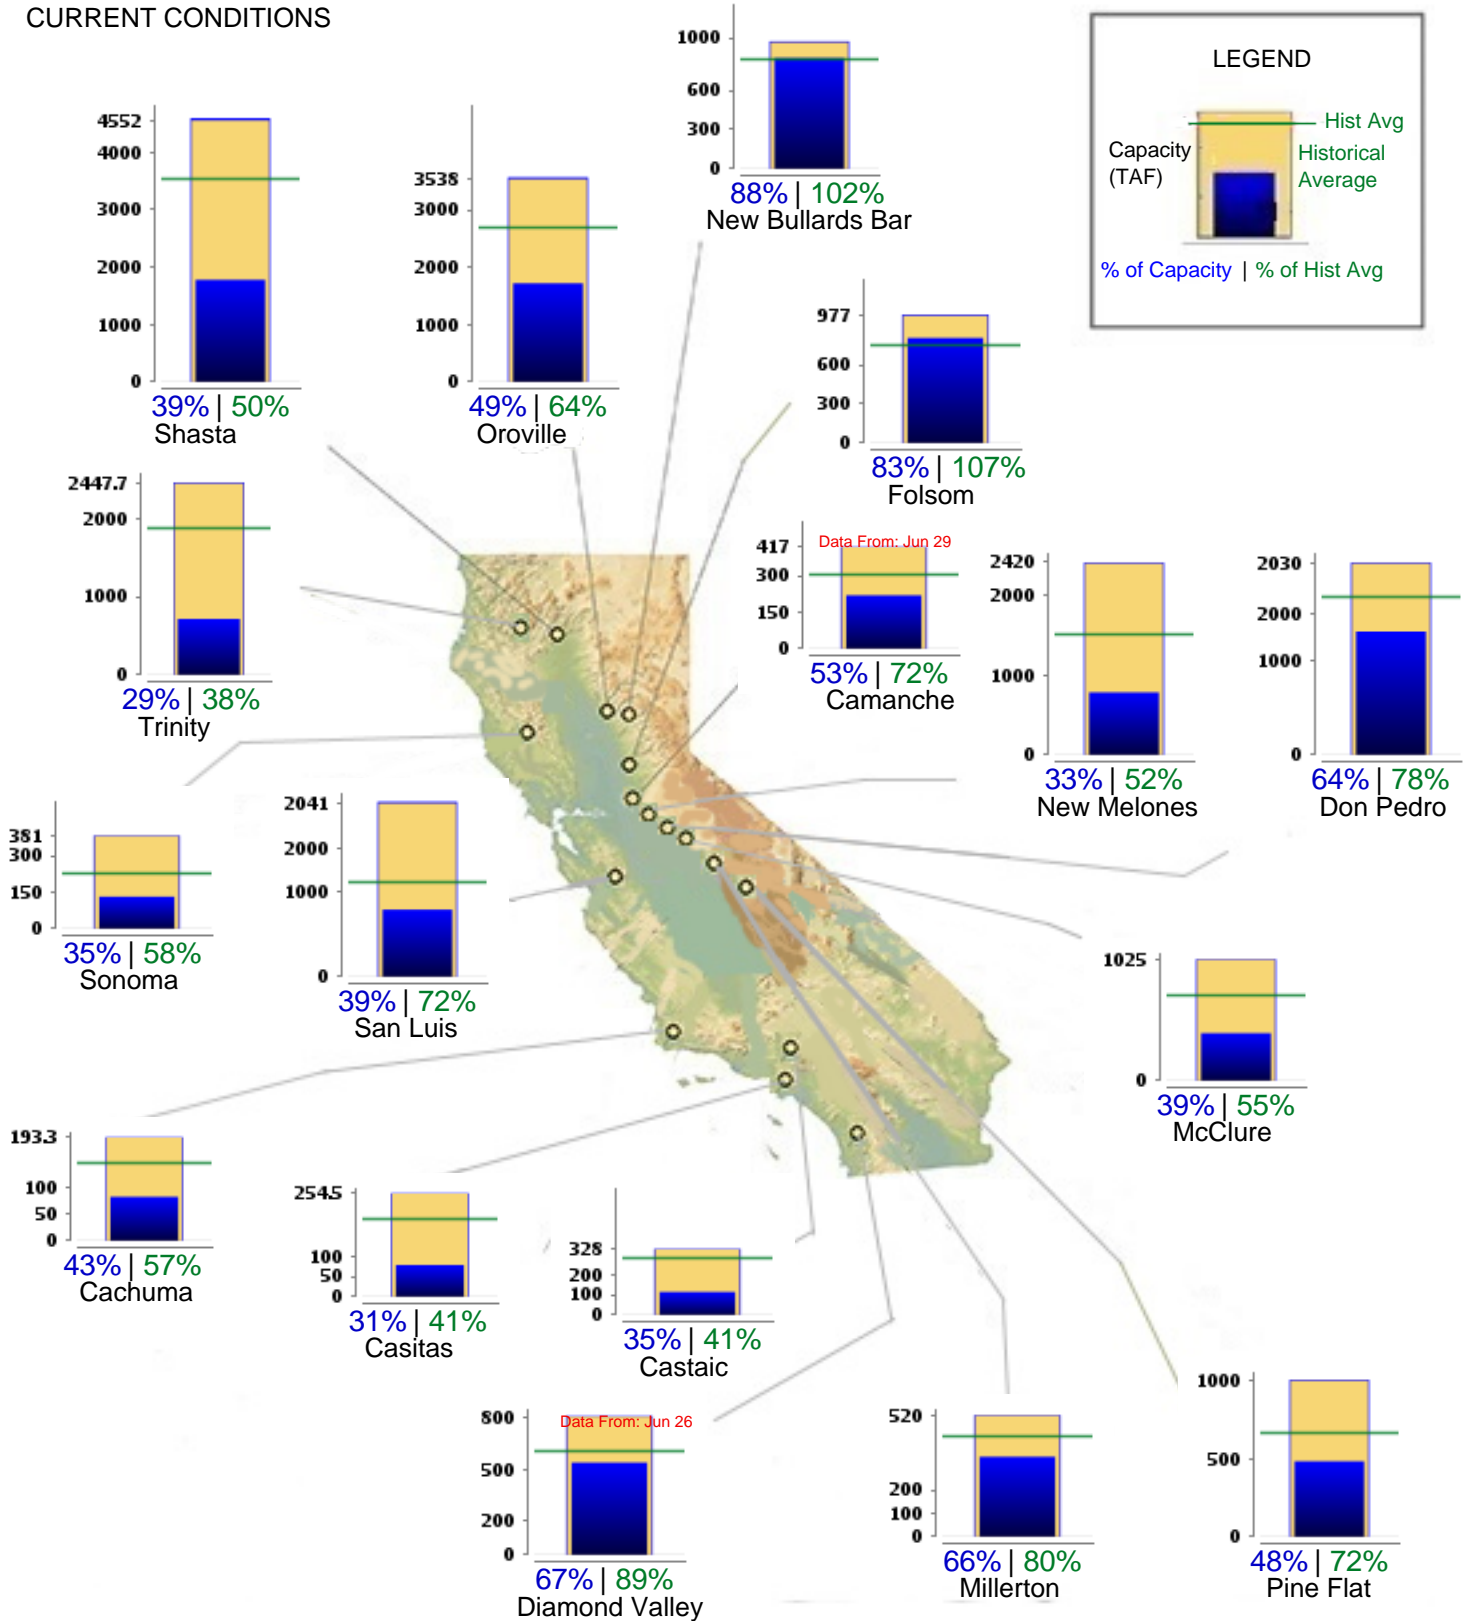 CURRENT CONDITIONS
1000
600
300
0
88% | 102%
New Bullards Bar
LEGEND
Hist Avg
Capacity
(TAF)
Historical
Average
% of Capacity | % of Hist Avg
4552
4000
3000
2000
1000
0
39% | 50%
Shasta
3538
3000
2000
1000
0
49% | 64%
Oroville
977
600
300
0
83% | 107%
Folsom
2447.7
2000
1000
0
29% | 38%
Trinity
417
300
150
0
Data From: Jun 29
53% | 72%
Camanche
2420
2000
1000
0
33% | 52%
New Melones
2030
2000
1000
0
64% | 78%
Don Pedro
381
300
150
0
35% | 58%
Sonoma
2041
2000
1000
0
39% | 72%
San Luis
1025
0
39% | 55%
McClure
193.3
100
50
0
43% | 57%
Cachuma
254.5
100
50
0
31% | 41%
Casitas
328
200
100
0
35% | 41%
Castaic
800
500
200
0
Data From: Jun 26
67% | 89%
Diamond Valley
520
200
100
0
66% | 80%
Millerton
1000
500
0
48% | 72%
Pine Flat